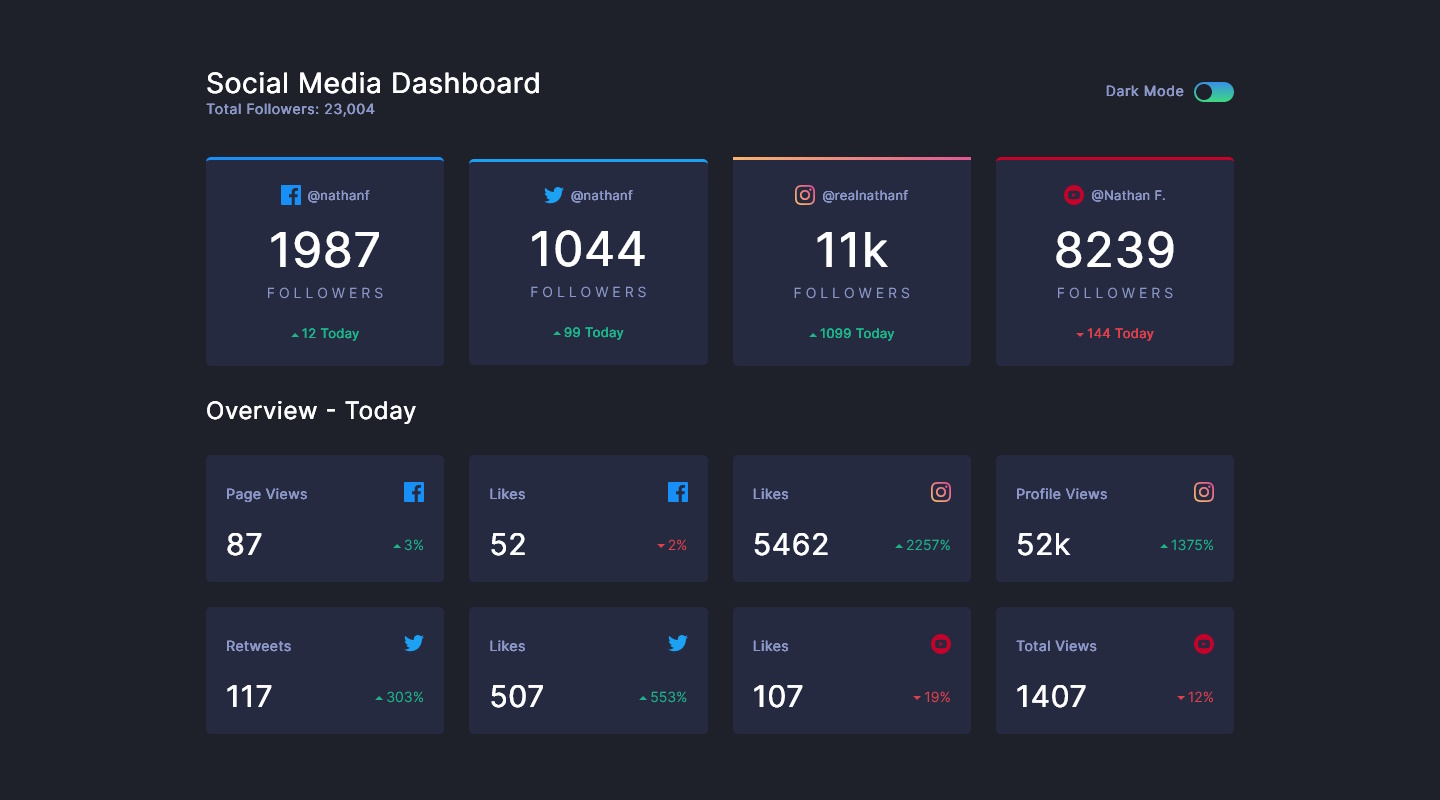 Social Media Dashboard
Total Followers: 23,004
Dark Mode
@nathanf
1987
FOLLOWERS
12 Today
@nathanf
1044
FOLLOWERS
99 Today
@realnathanf
11k
FOLLOWERS
1099 Today
@Nathan F.
8239
FOLLOWERS
144 Today
Overview - Today
Page Views
87
3%
Likes
52
2%
Likes
5462
2257%
Profile Views
52k
1375%
Retweets
117
303%
Likes
507
553%
Likes
107
19%
Total Views
1407
12%